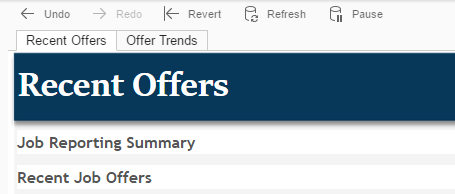 Undo Redo Revert Refresh Pause
Recent Offers Offer Trends
Recent Offers
Job Reporting Summary
Recent Job Offers